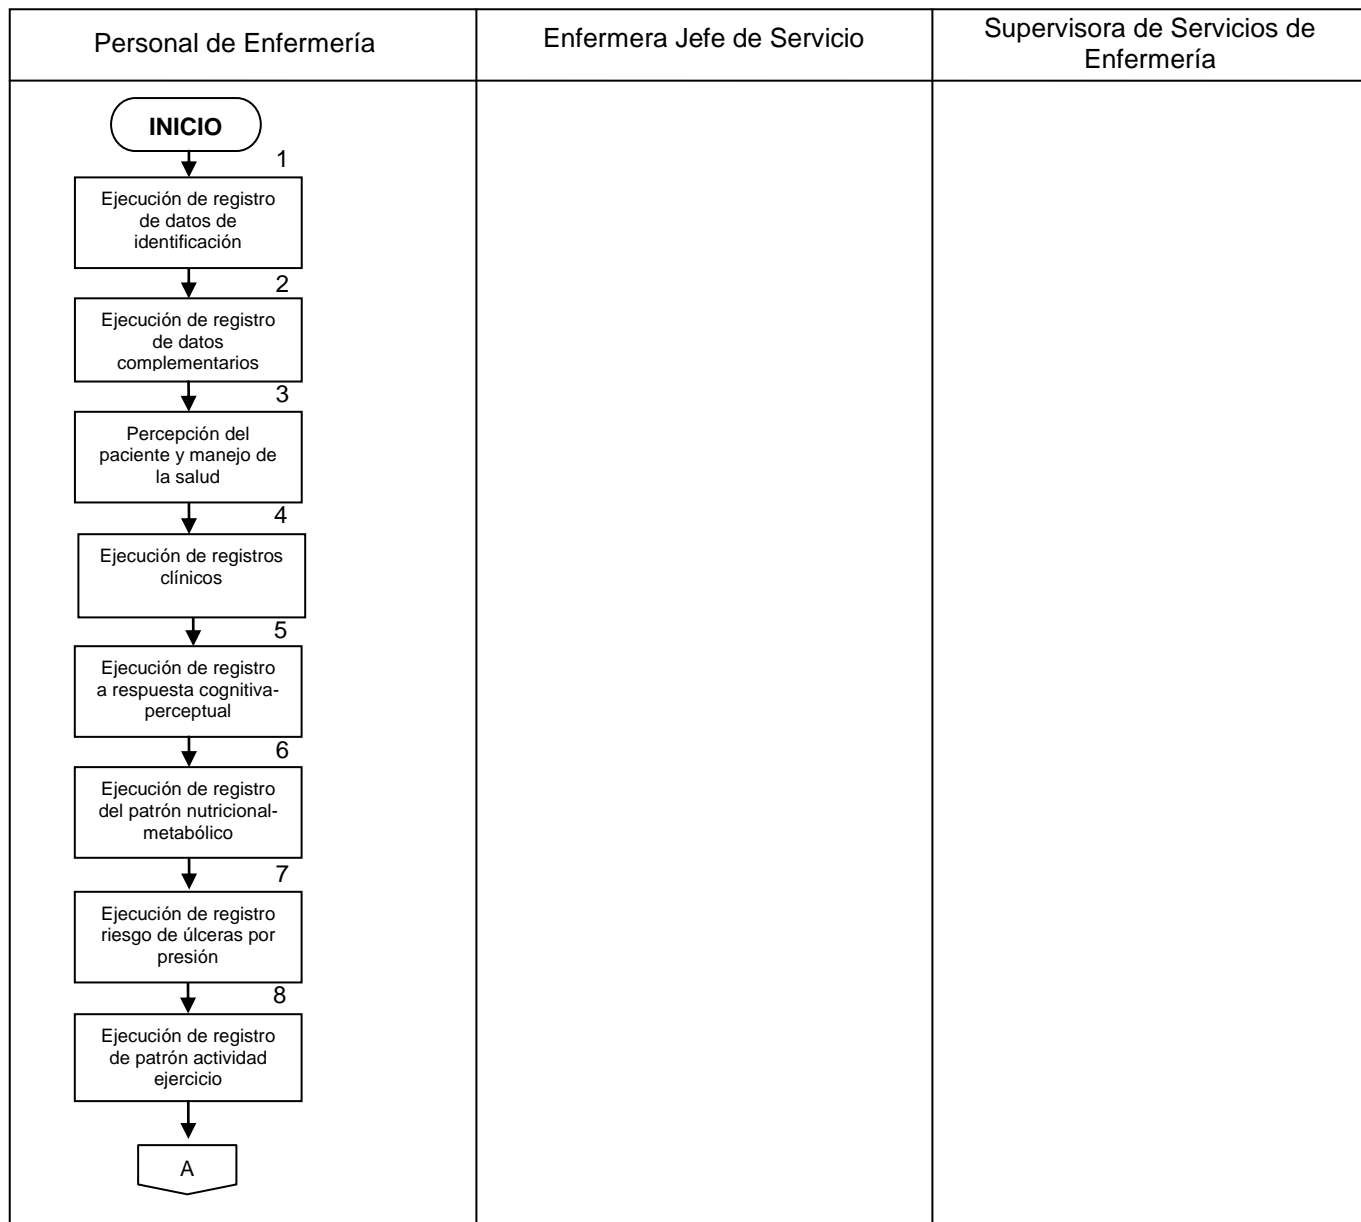 Personal de Enfermería
Enfermera Jefe de Servicio
Supervisora de Servicios de
Enfermería
INICIO
1
Ejecución de registro
de datos de
identificación
2
Ejecución de registro
de datos
complementarios
3
Percepción del
paciente y manejo de
la salud
4
Ejecución de registros
clínicos
5
Ejecución de registro
a respuesta cognitiva-
perceptual
6
Ejecución de registro
del patrón nutricional-
metabólico
7
Ejecución de registro
riesgo de úlceras por
presión
8
Ejecución de registro
de patrón actividad
ejercicio
A